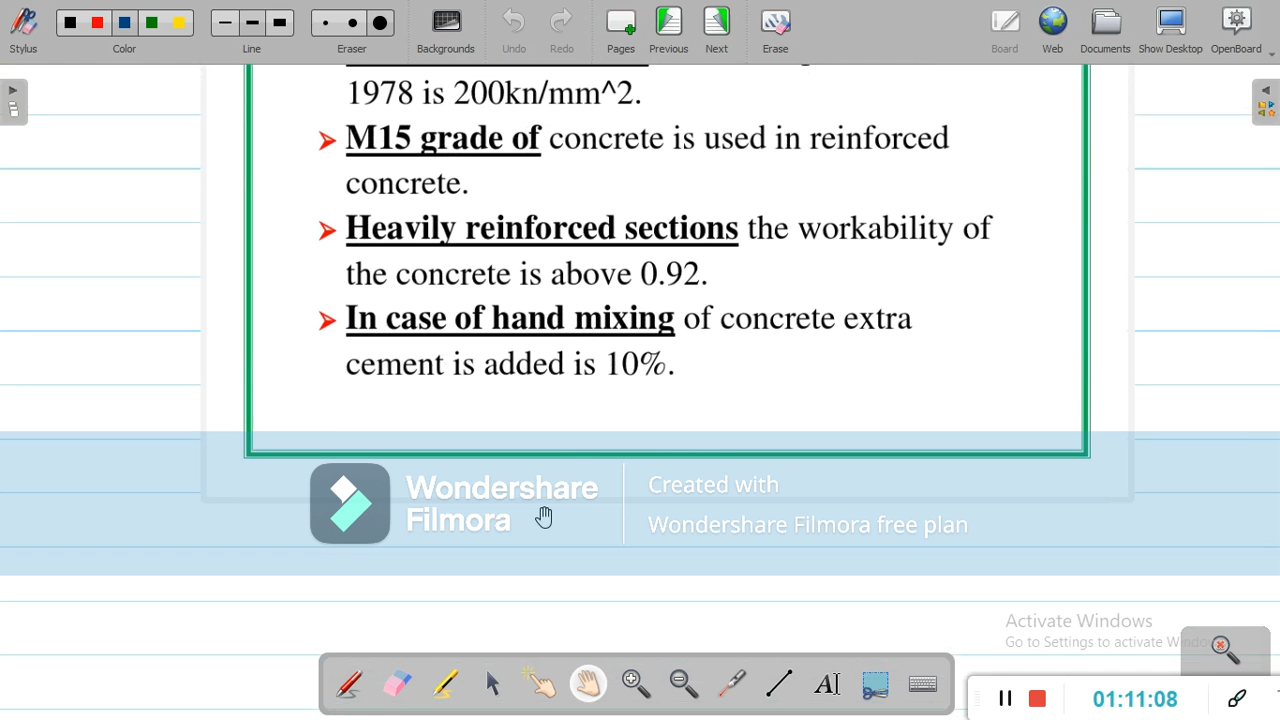 Stylus
Color
Line
Eraser
Backgrounds
Undo
Redo
Pages
Previous
Next
Erase
Board
Web
Documents
Show Desktop
OpenBoard
1978 is 200kn/mm^2.
➤ M15 grade of concrete is used in reinforced
concrete.
➤ Heavily reinforced sections the workability of
the concrete is above 0.92.
➤ In case of hand mixing of concrete extra
cement is added is 10%.
Wondershare
Filmora
Created with
Wondershare Filmora free plan
Activate Windows
Go to Settings to activate Windo
01:11:08